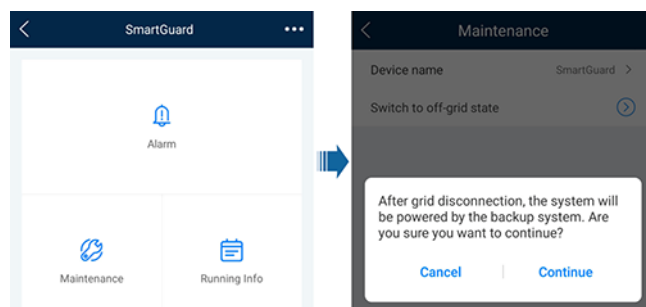 SmartGuard
Alarm
Maintenance
Running Info
Maintenance
Device name
SmartGuard
Switch to off-grid state
After grid disconnection, the system will
be powered by the backup system. Are
you sure you want to continue?
Cancel
Continue